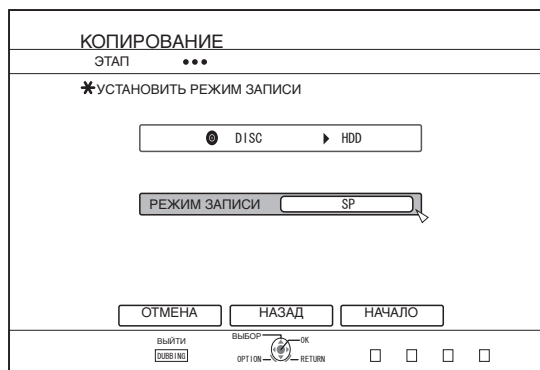 КОПИРОВАНИЕ
ЭТАП •••
*УСТАНОВИТЬ РЕЖИМ ЗАПИСИ
DISC ▶ HDD
РЕЖИМ ЗАПИСИ SP
ОТМЕНА НАЗАД НАЧАЛО
ВЫЙТИ ВЫБОР OK
DUBBING OPTION RETURN